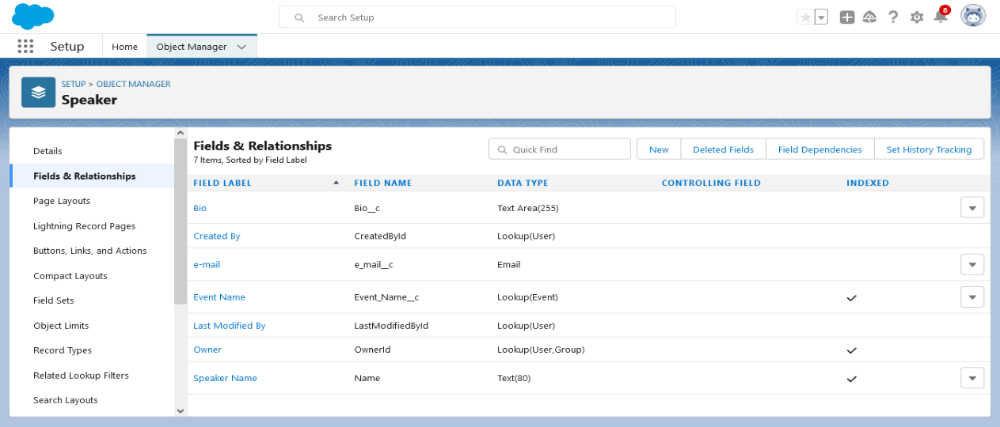 Search Setup
8
Setup
Home
Object Manager
SETUP > OBJECT MANAGER
Speaker
Details
Fields & Relationships
Page Layouts
Lightning Record Pages
Buttons, Links, and Actions
Compact Layouts
Field Sets
Object Limits
Record Types
Related Lookup Filters
Search Layouts
Fields & Relationships
7 Items, Sorted by Field Label
Quick Find
New
Deleted Fields
Field Dependencies
Set History Tracking
FIELD LABEL FIELD NAME DATA TYPE CONTROLLING FIELD INDEXED
Bio Bio__c Text Area(255)
Created By CreatedById Lookup(User)
e-mail e_mail__c Email
Event Name Event_Name__c Lookup(Event)
Last Modified By LastModifiedById Lookup(User)
Owner OwnerId Lookup(User,Group)
Speaker Name Name Text(80)